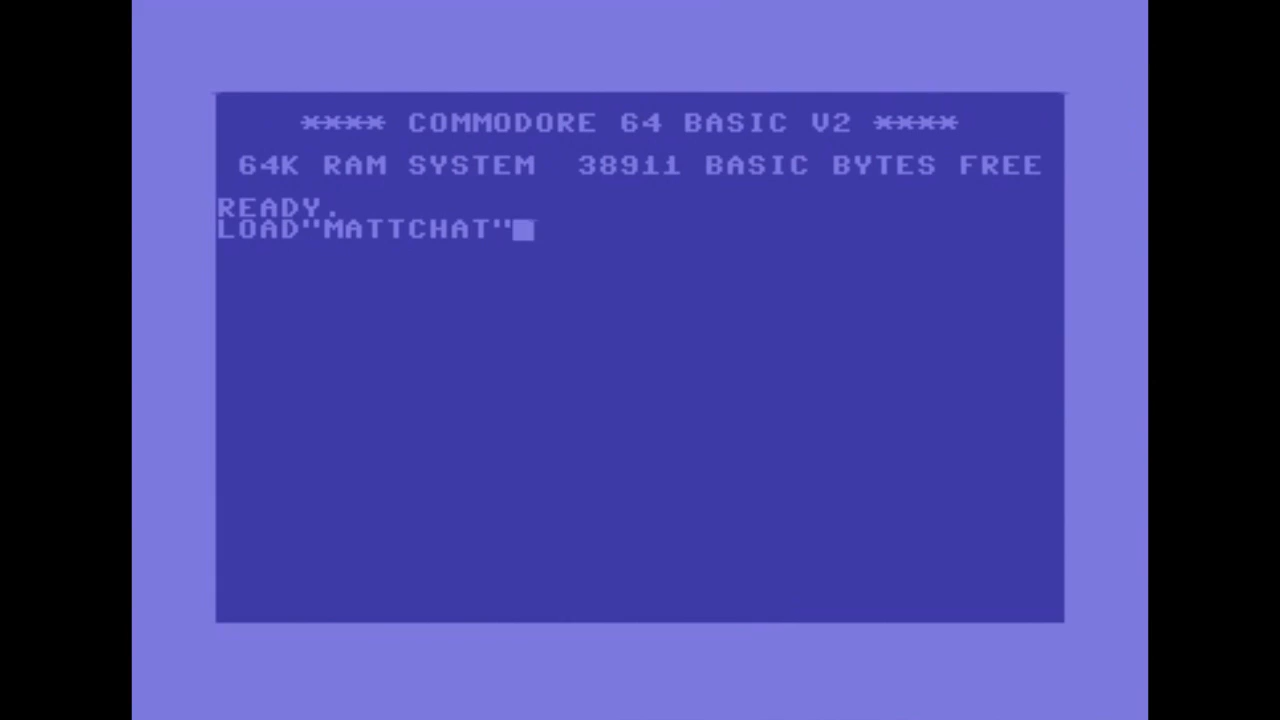 **** COMMODORE 64 BASIC V2 ****
64K RAM SYSTEM  38911 BASIC BYTES FREE
READY.
LOAD"MATTCHAT"